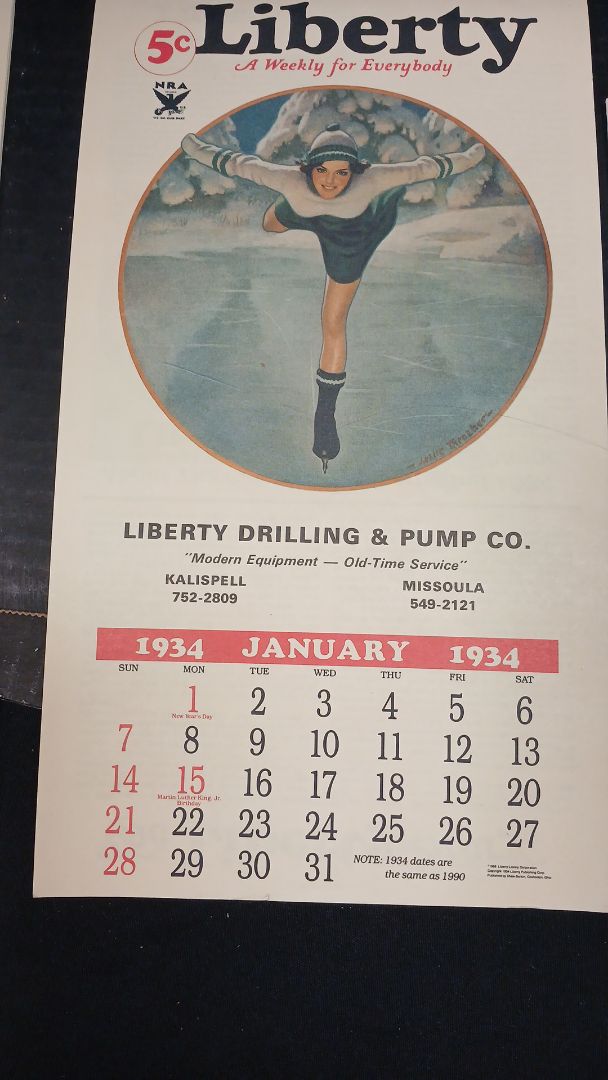 5¢ Liberty
A Weekly for Everybody
NRA
Leslie Thrasher
LIBERTY DRILLING & PUMP CO.
"Modern Equipment — Old-Time Service"
KALISPELL MISSOULA
752-2809 549-2121
1934 JANUARY 1934
SUN MON TUE WED THU FRI SAT
1 2 3 4 5 6
New Year's Day
7 8 9 10 11 12 13
14 15 16 17 18 19 20
Martin Luther King, Jr.
Birthday
21 22 23 24 25 26 27
28 29 30 31
NOTE: 1934 dates are
the same as 1990